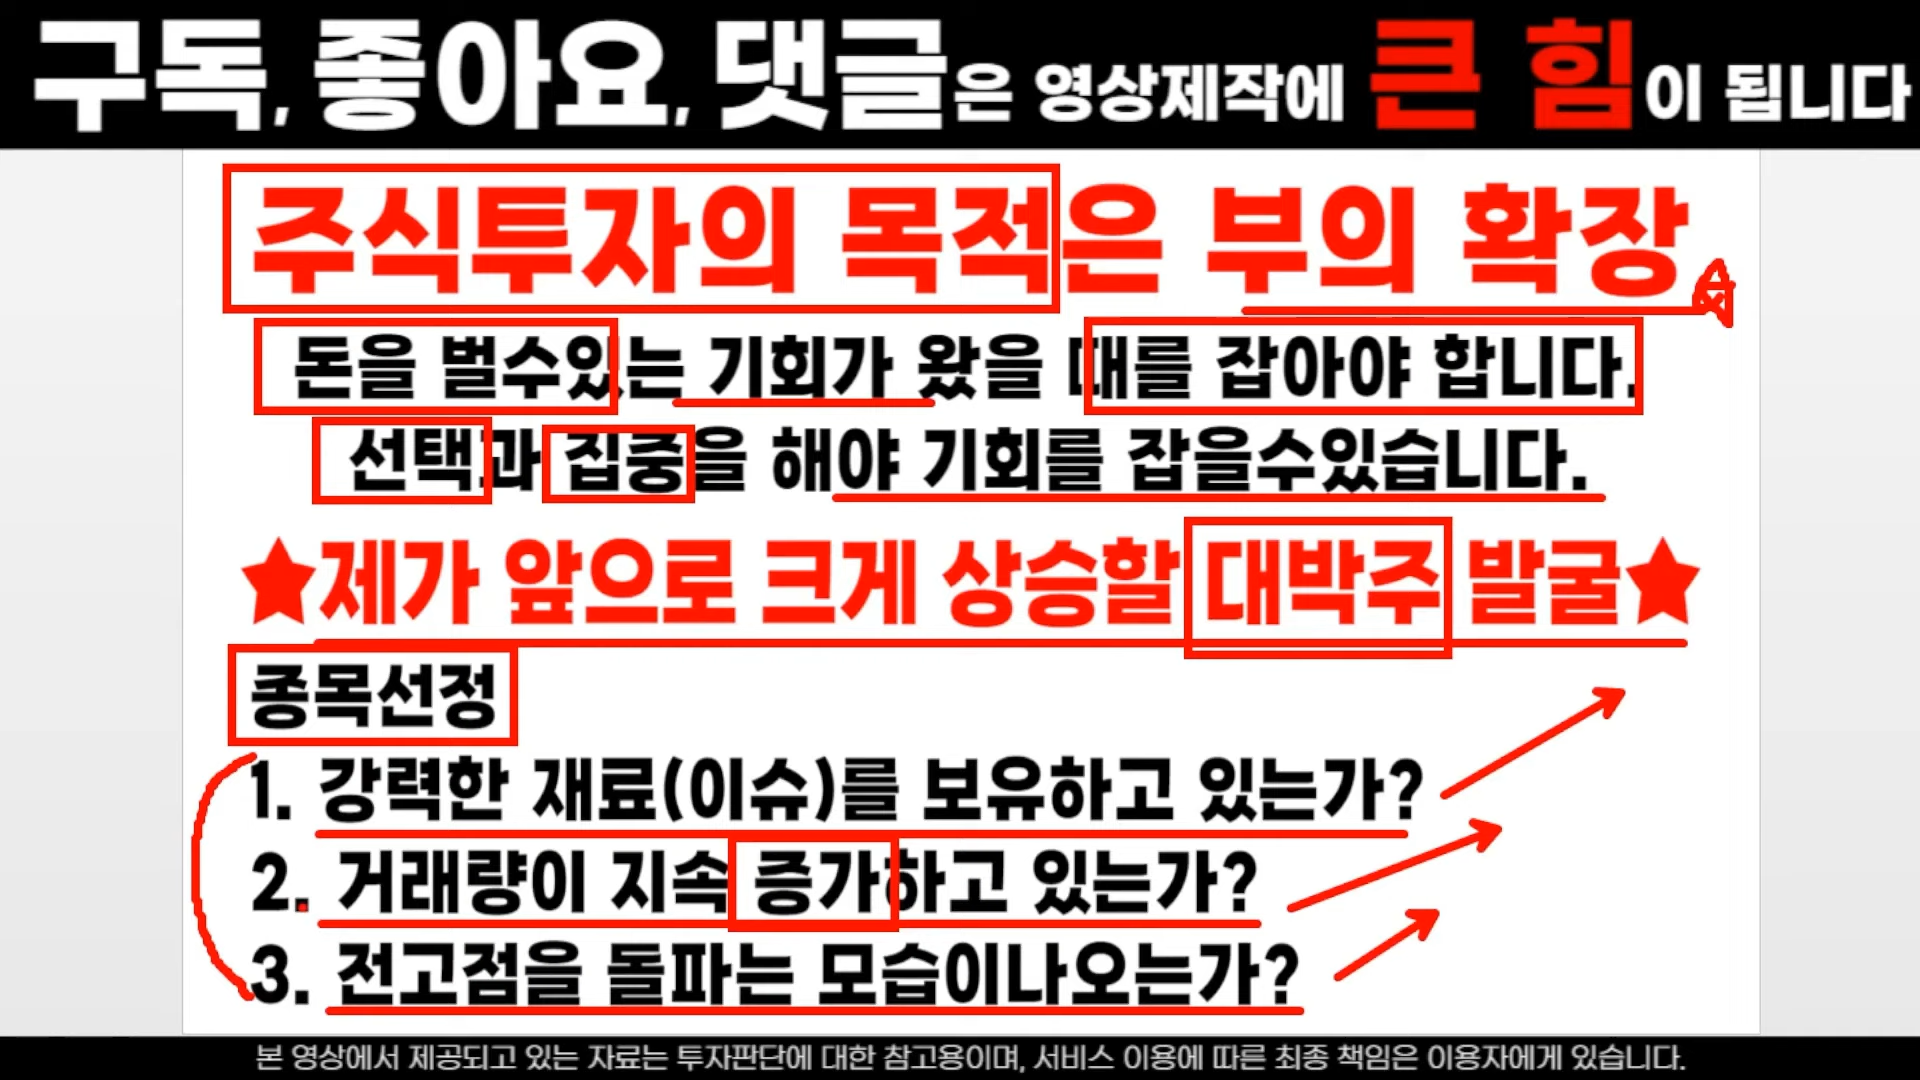 구독, 좋아요, 댓글은 영상제작에 큰 힘이 됩니다
주식투자의 목적은 부의 확장
돈을 벌수있는 기회가 왔을 때를 잡아야 합니다.
선택과 집중을 해야 기회를 잡을수있습니다.
★제가 앞으로 크게 상승할 대박주 발굴★
종목선정
1. 강력한 재료(이슈)를 보유하고 있는가?
2. 거래량이 지속 증가하고 있는가?
3. 전고점을 돌파는 모습이나오는가?
본 영상에서 제공되고 있는 자료는 투자판단에 대한 참고용이며, 서비스 이용에 따른 최종 책임은 이용자에게 있습니다.